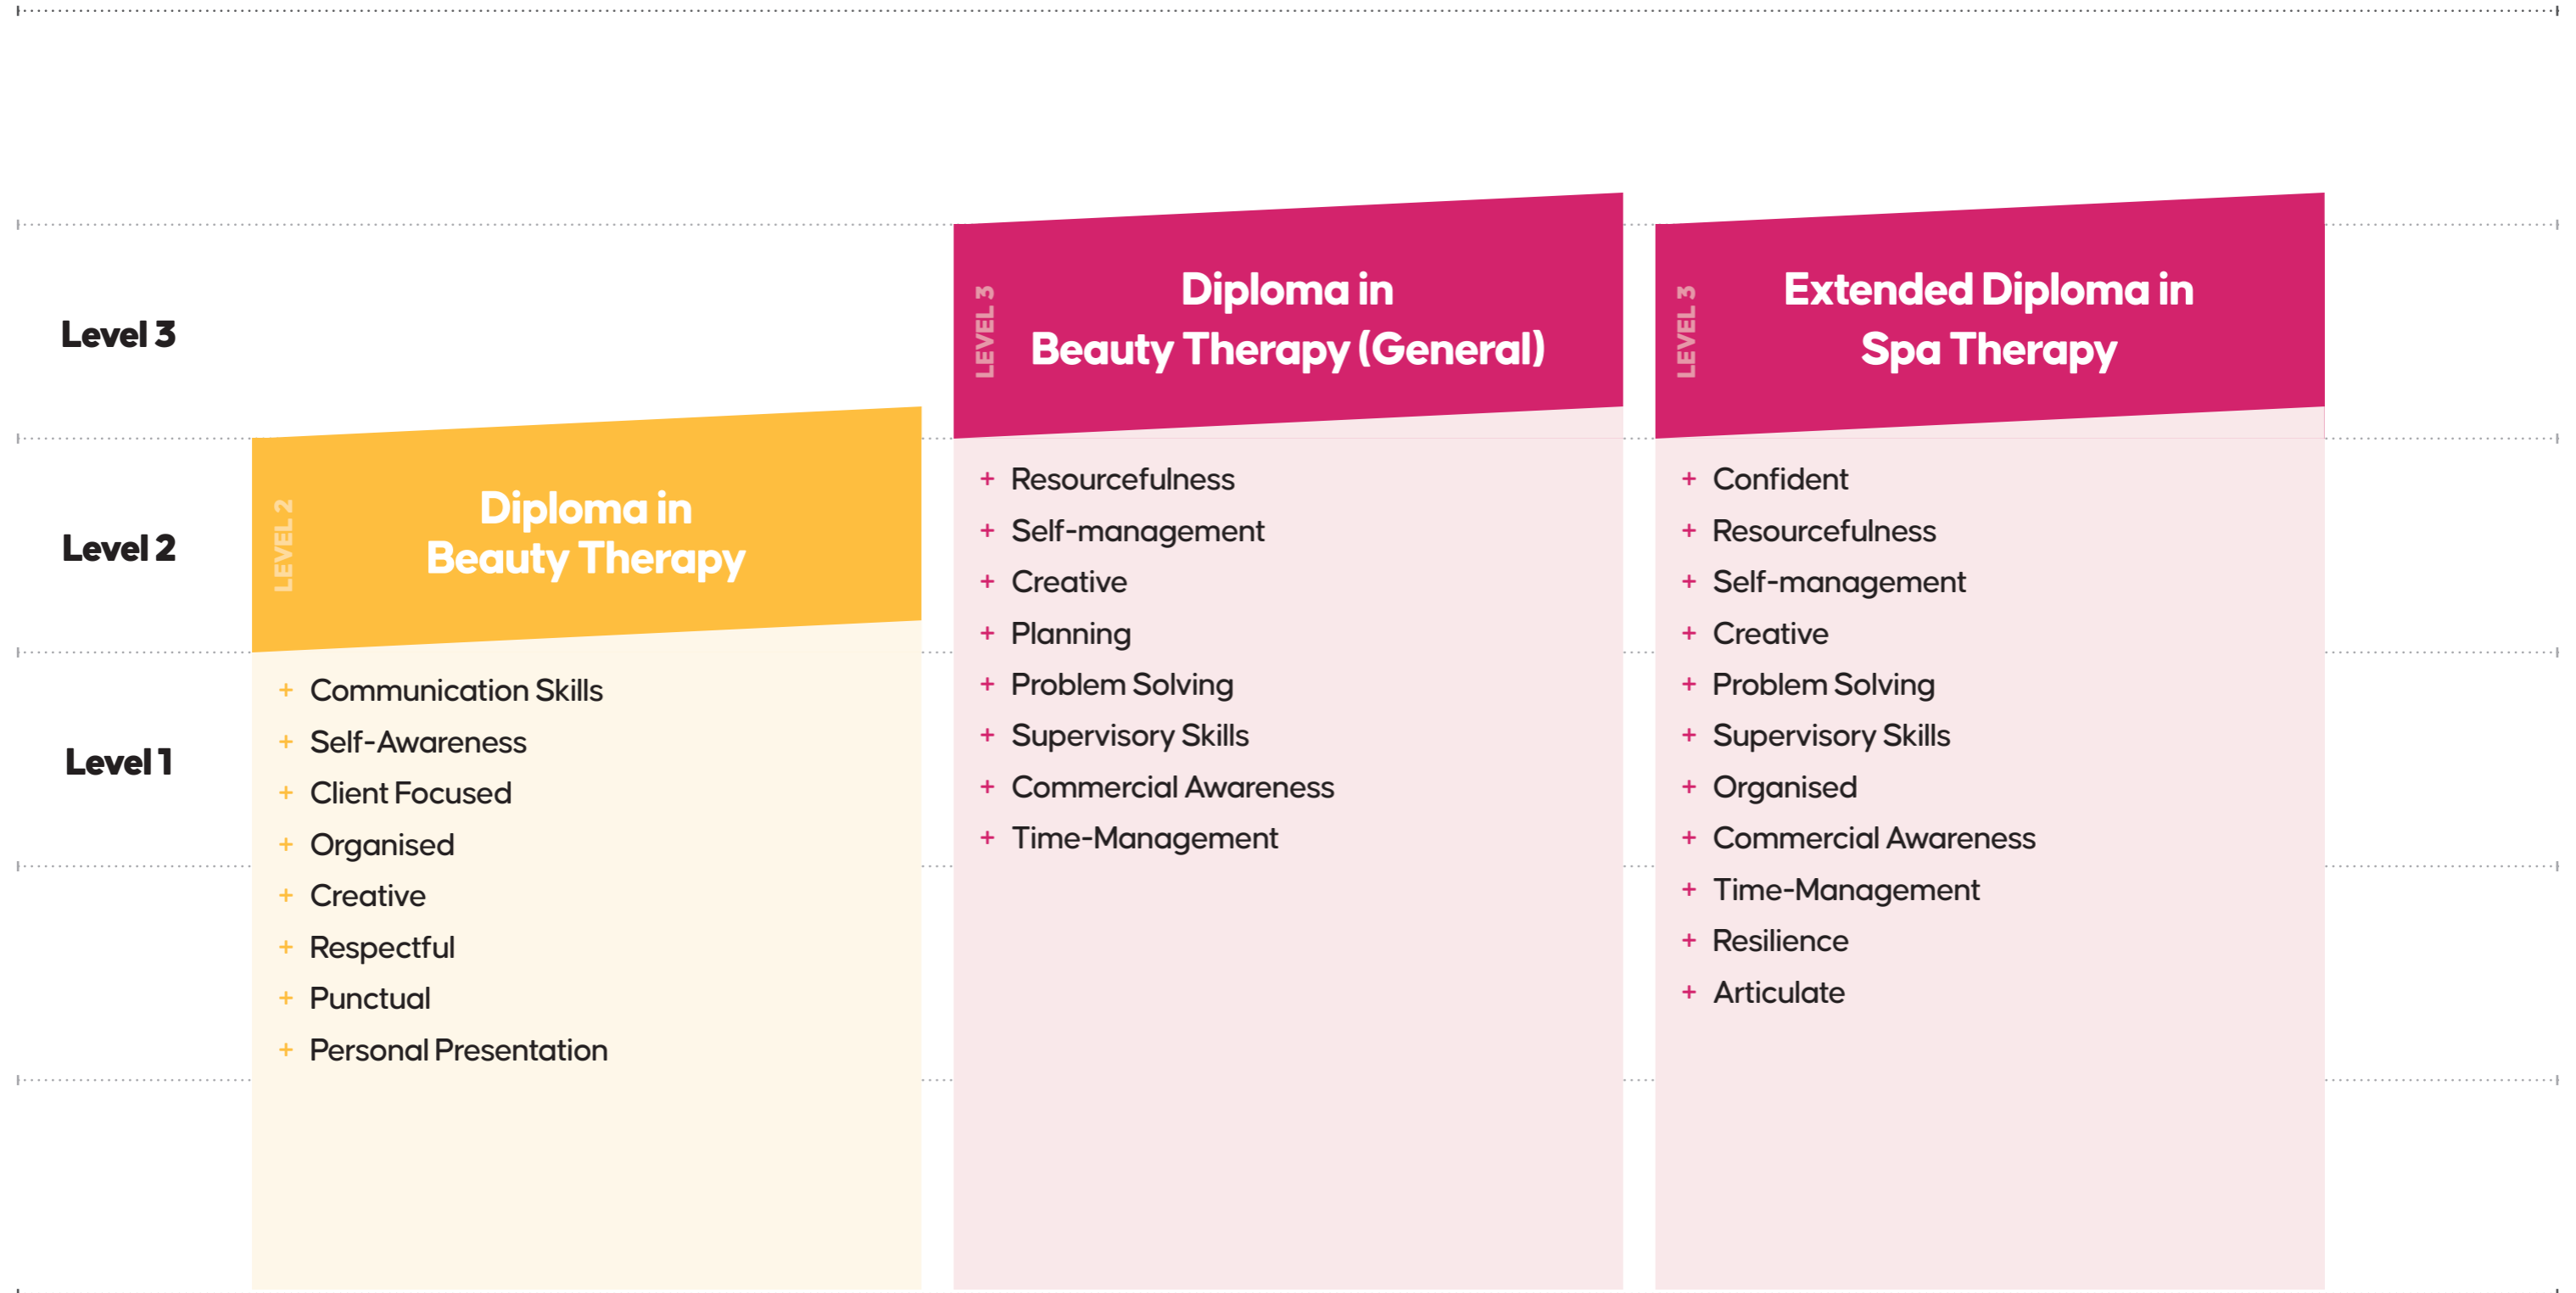 Level 3
Level 2
Level 1
LEVEL 2
Diploma in
Beauty Therapy
+ Communication Skills
+ Self-Awareness
+ Client Focused
+ Organised
+ Creative
+ Respectful
+ Punctual
+ Personal Presentation
LEVEL 3
Diploma in
Beauty Therapy (General)
+ Resourcefulness
+ Self-management
+ Creative
+ Planning
+ Problem Solving
+ Supervisory Skills
+ Commercial Awareness
+ Time-Management
LEVEL 3
Extended Diploma in
Spa Therapy
+ Confident
+ Resourcefulness
+ Self-management
+ Creative
+ Problem Solving
+ Supervisory Skills
+ Organised
+ Commercial Awareness
+ Time-Management
+ Resilience
+ Articulate